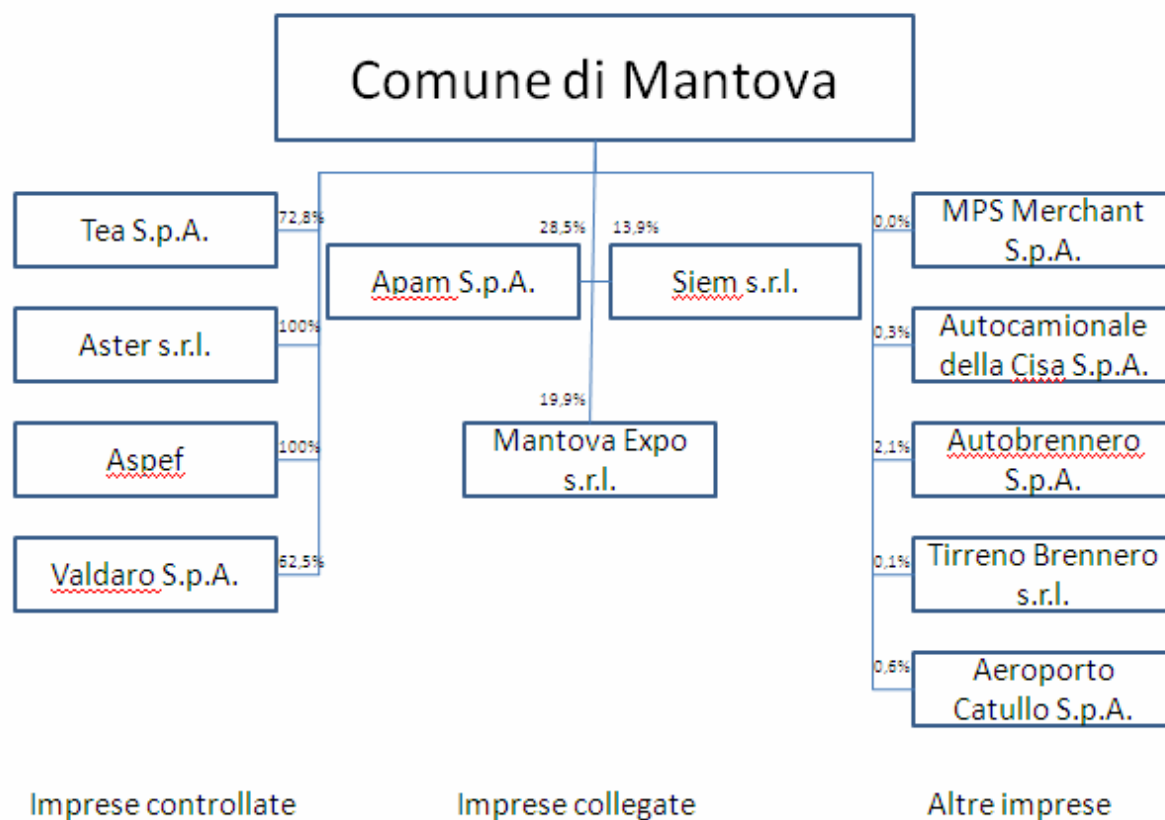 Comune di Mantova
Tea S.p.A.
72,8%
Aster s.r.l.
100%
Aspef
100%
Valdaro S.p.A.
62,5%
28,5%
13,9%
Apam S.p.A.
Siem s.r.l.
19,9%
Mantova Expo
s.r.l.
0,0%
MPS Merchant
S.p.A.
0,3%
Autocamionale
della Cisa S.p.A.
2,1%
Autobrennero
S.p.A.
0,1%
Tirreno Brennero
s.r.l.
0,6%
Aeroporto
Catullo S.p.A.
Imprese controllate
Imprese collegate
Altre imprese